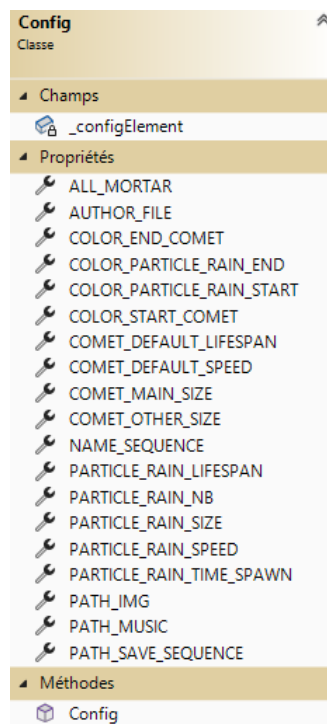 Config
Classe
Champs
_configElement
Propriétés
ALL_MORTAR
AUTHOR_FILE
COLOR_END_COMET
COLOR_PARTICLE_RAIN_END
COLOR_PARTICLE_RAIN_START
COLOR_START_COMET
COMET_DEFAULT_LIFESPAN
COMET_DEFAULT_SPEED
COMET_MAIN_SIZE
COMET_OTHER_SIZE
NAME_SEQUENCE
PARTICLE_RAIN_LIFESPAN
PARTICLE_RAIN_NB
PARTICLE_RAIN_SIZE
PARTICLE_RAIN_SPEED
PARTICLE_RAIN_TIME_SPAWN
PATH_IMG
PATH_MUSIC
PATH_SAVE_SEQUENCE
Méthodes
Config